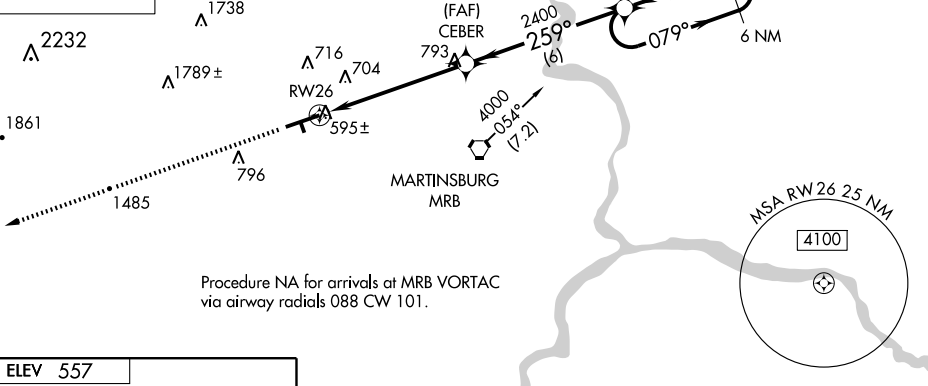 1738
(FAF)
CEBER
2400
259°
(6)
079°
6 NM
2232
793
716
704
1789 ±
RW26
595±
1861
4000
054°
(7.2)
796
MARTINSBURG
MRB
1485
MSA RW 26 25 NM
4100
Procedure NA for arrivals at MRB VORTAC
via airway radials 088 CW 101.
ELEV 557